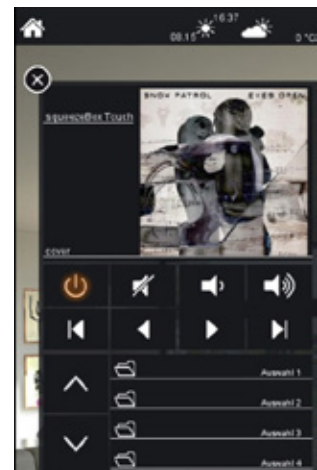 16:37
08.15
0 °C
SNOW PATROL EYES OPEN
squeezeBox Touch
cover
Auswahl 1
Auswahl 2
Auswahl 3
Auswahl 4